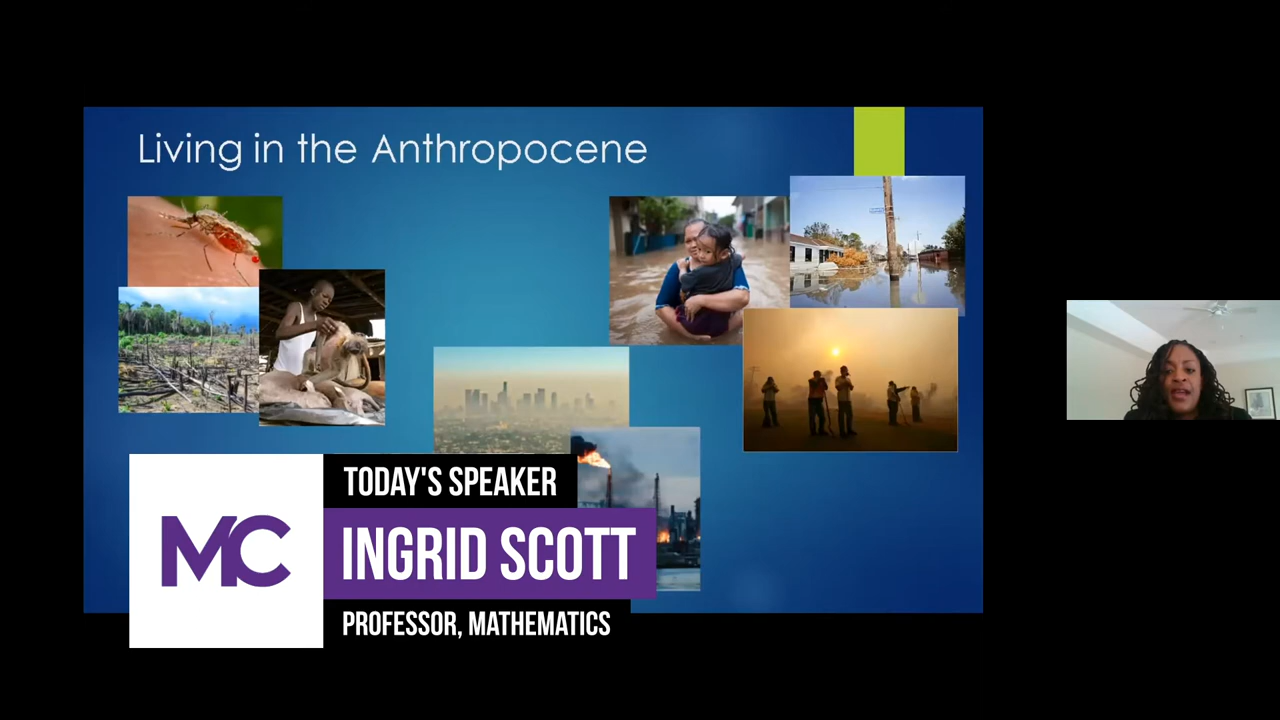 Living in the Anthropocene
TODAY'S SPEAKER
MC
INGRID SCOTT
PROFESSOR, MATHEMATICS